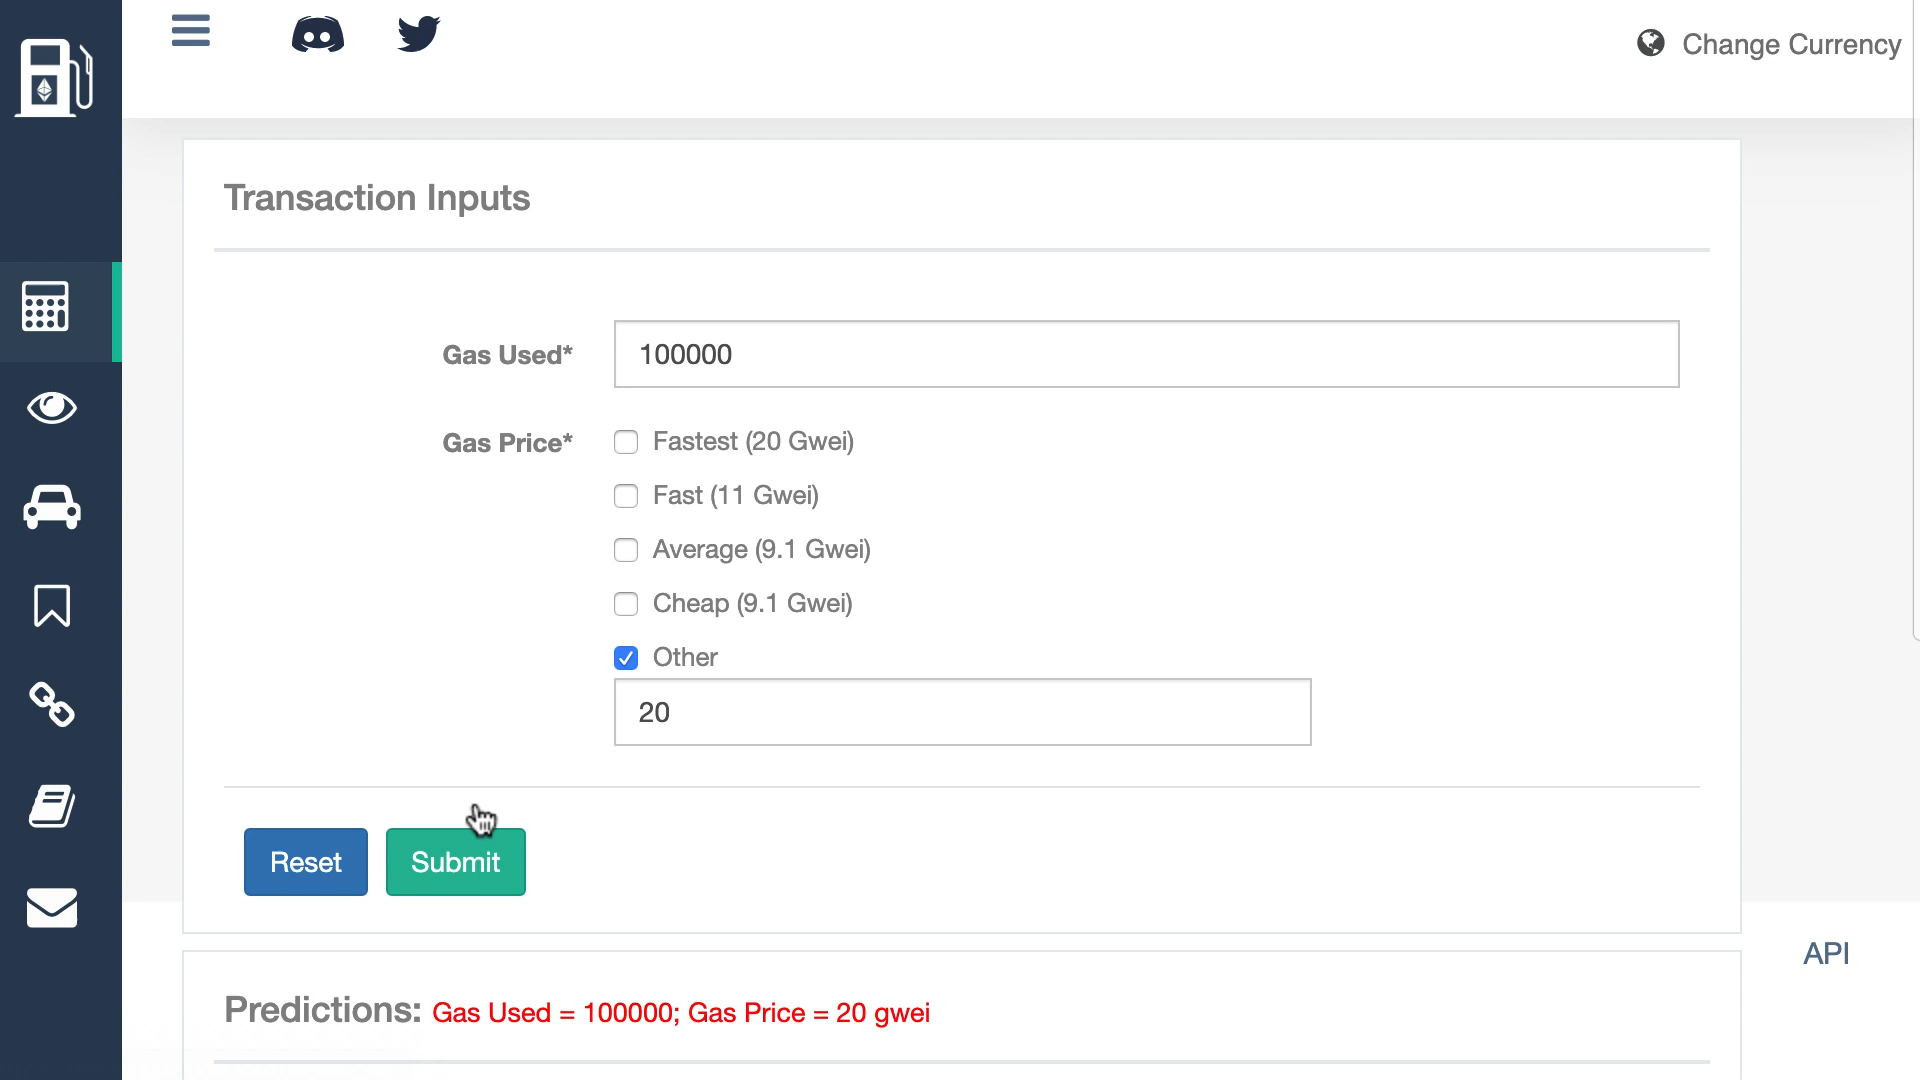 Change Currency
Transaction Inputs
Gas Used* 100000
Gas Price* Fastest (20 Gwei)
Fast (11 Gwei)
Average (9.1 Gwei)
Cheap (9.1 Gwei)
Other
20
Reset Submit
API
Predictions: Gas Used = 100000; Gas Price = 20 gwei